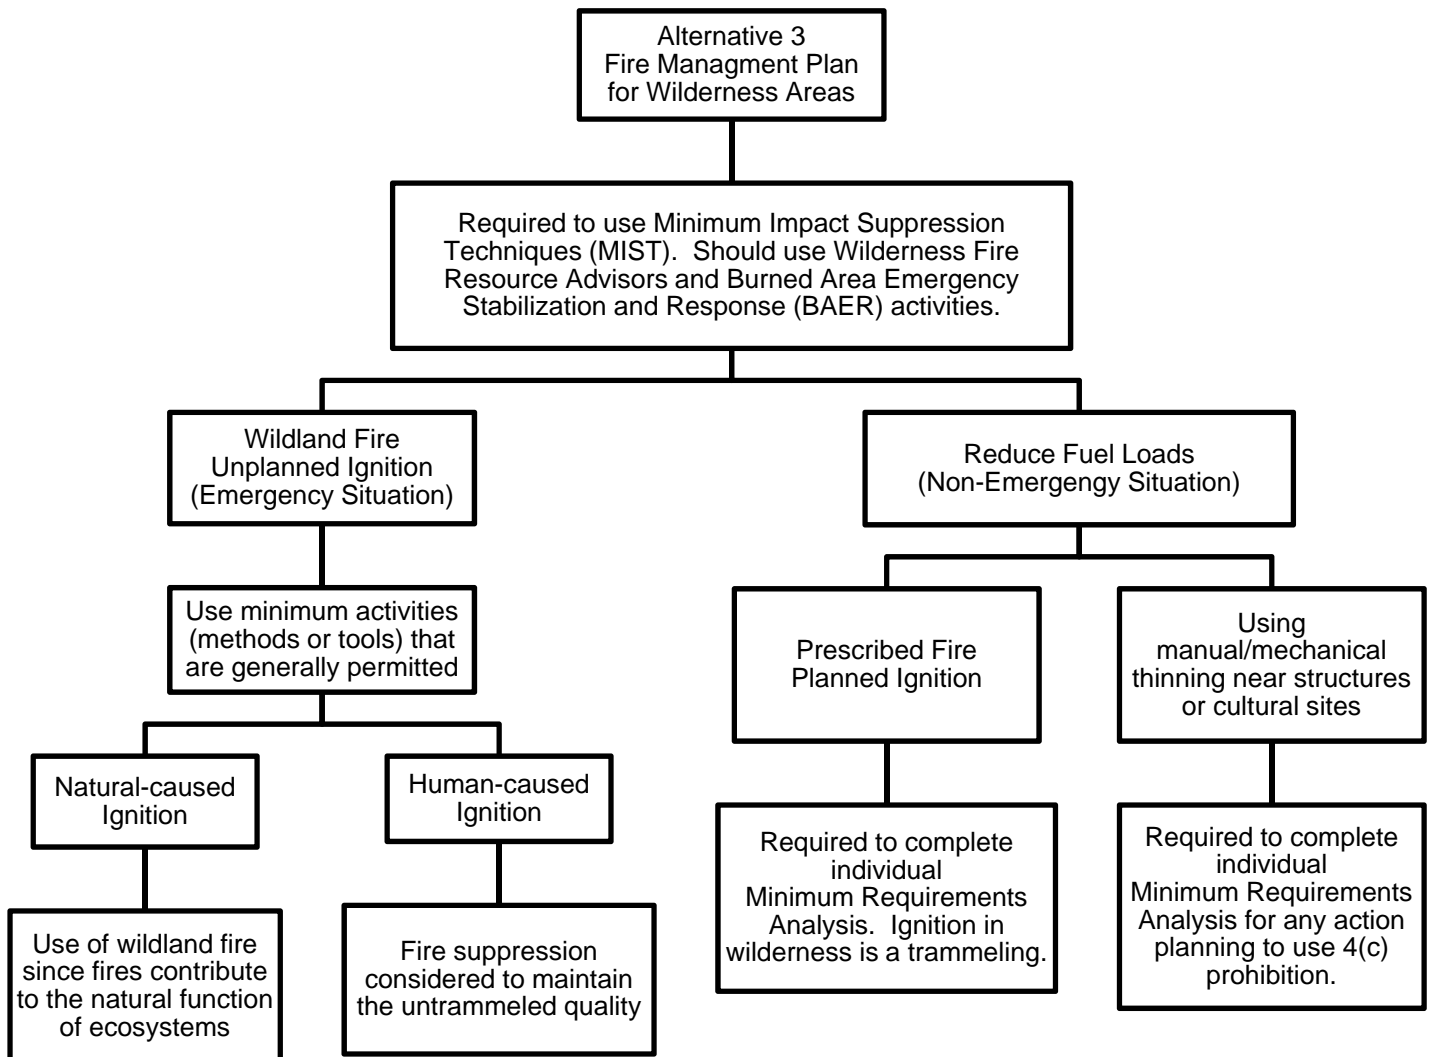 Alternative 3
Fire Managment Plan
for Wilderness Areas
Required to use Minimum Impact Suppression
Techniques (MIST).  Should use Wilderness Fire
Resource Advisors and Burned Area Emergency
Stabilization and Response (BAER) activities.
Wildland Fire
Unplanned Ignition
(Emergency Situation)
Reduce Fuel Loads
(Non-Emergengy Situation)
Use minimum activities
(methods or tools) that
are generally permitted
Prescribed Fire
Planned Ignition
Using
manual/mechanical
thinning near structures
or cultural sites
Natural-caused
Ignition
Human-caused
Ignition
Required to complete
individual
Minimum Requirements
Analysis.  Ignition in
wilderness is a trammeling.
Required to complete
individual
Minimum Requirements
Analysis for any action
planning to use 4(c)
prohibition.
Use of wildland fire
since fires contribute
to the natural function
of ecosystems
Fire suppression
considered to maintain
the untrammeled quality